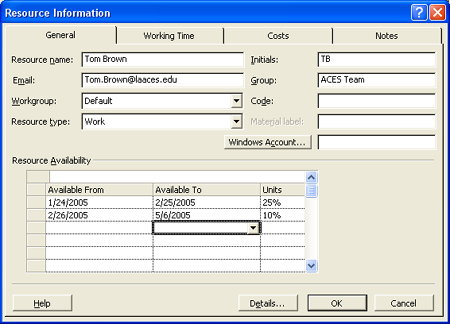 Resource Information
General Working Time Costs Notes
Resource name: Tom Brown Initials: TB
Email: Tom.Brown@laaces.edu Group: ACES Team
Workgroup: Default Code:
Resource type: Work Material label:
Windows Account...
Resource Availability
Available From Available To Units
1/24/2005 2/25/2005 25%
2/26/2005 5/6/2005 10%
Help Details... OK Cancel